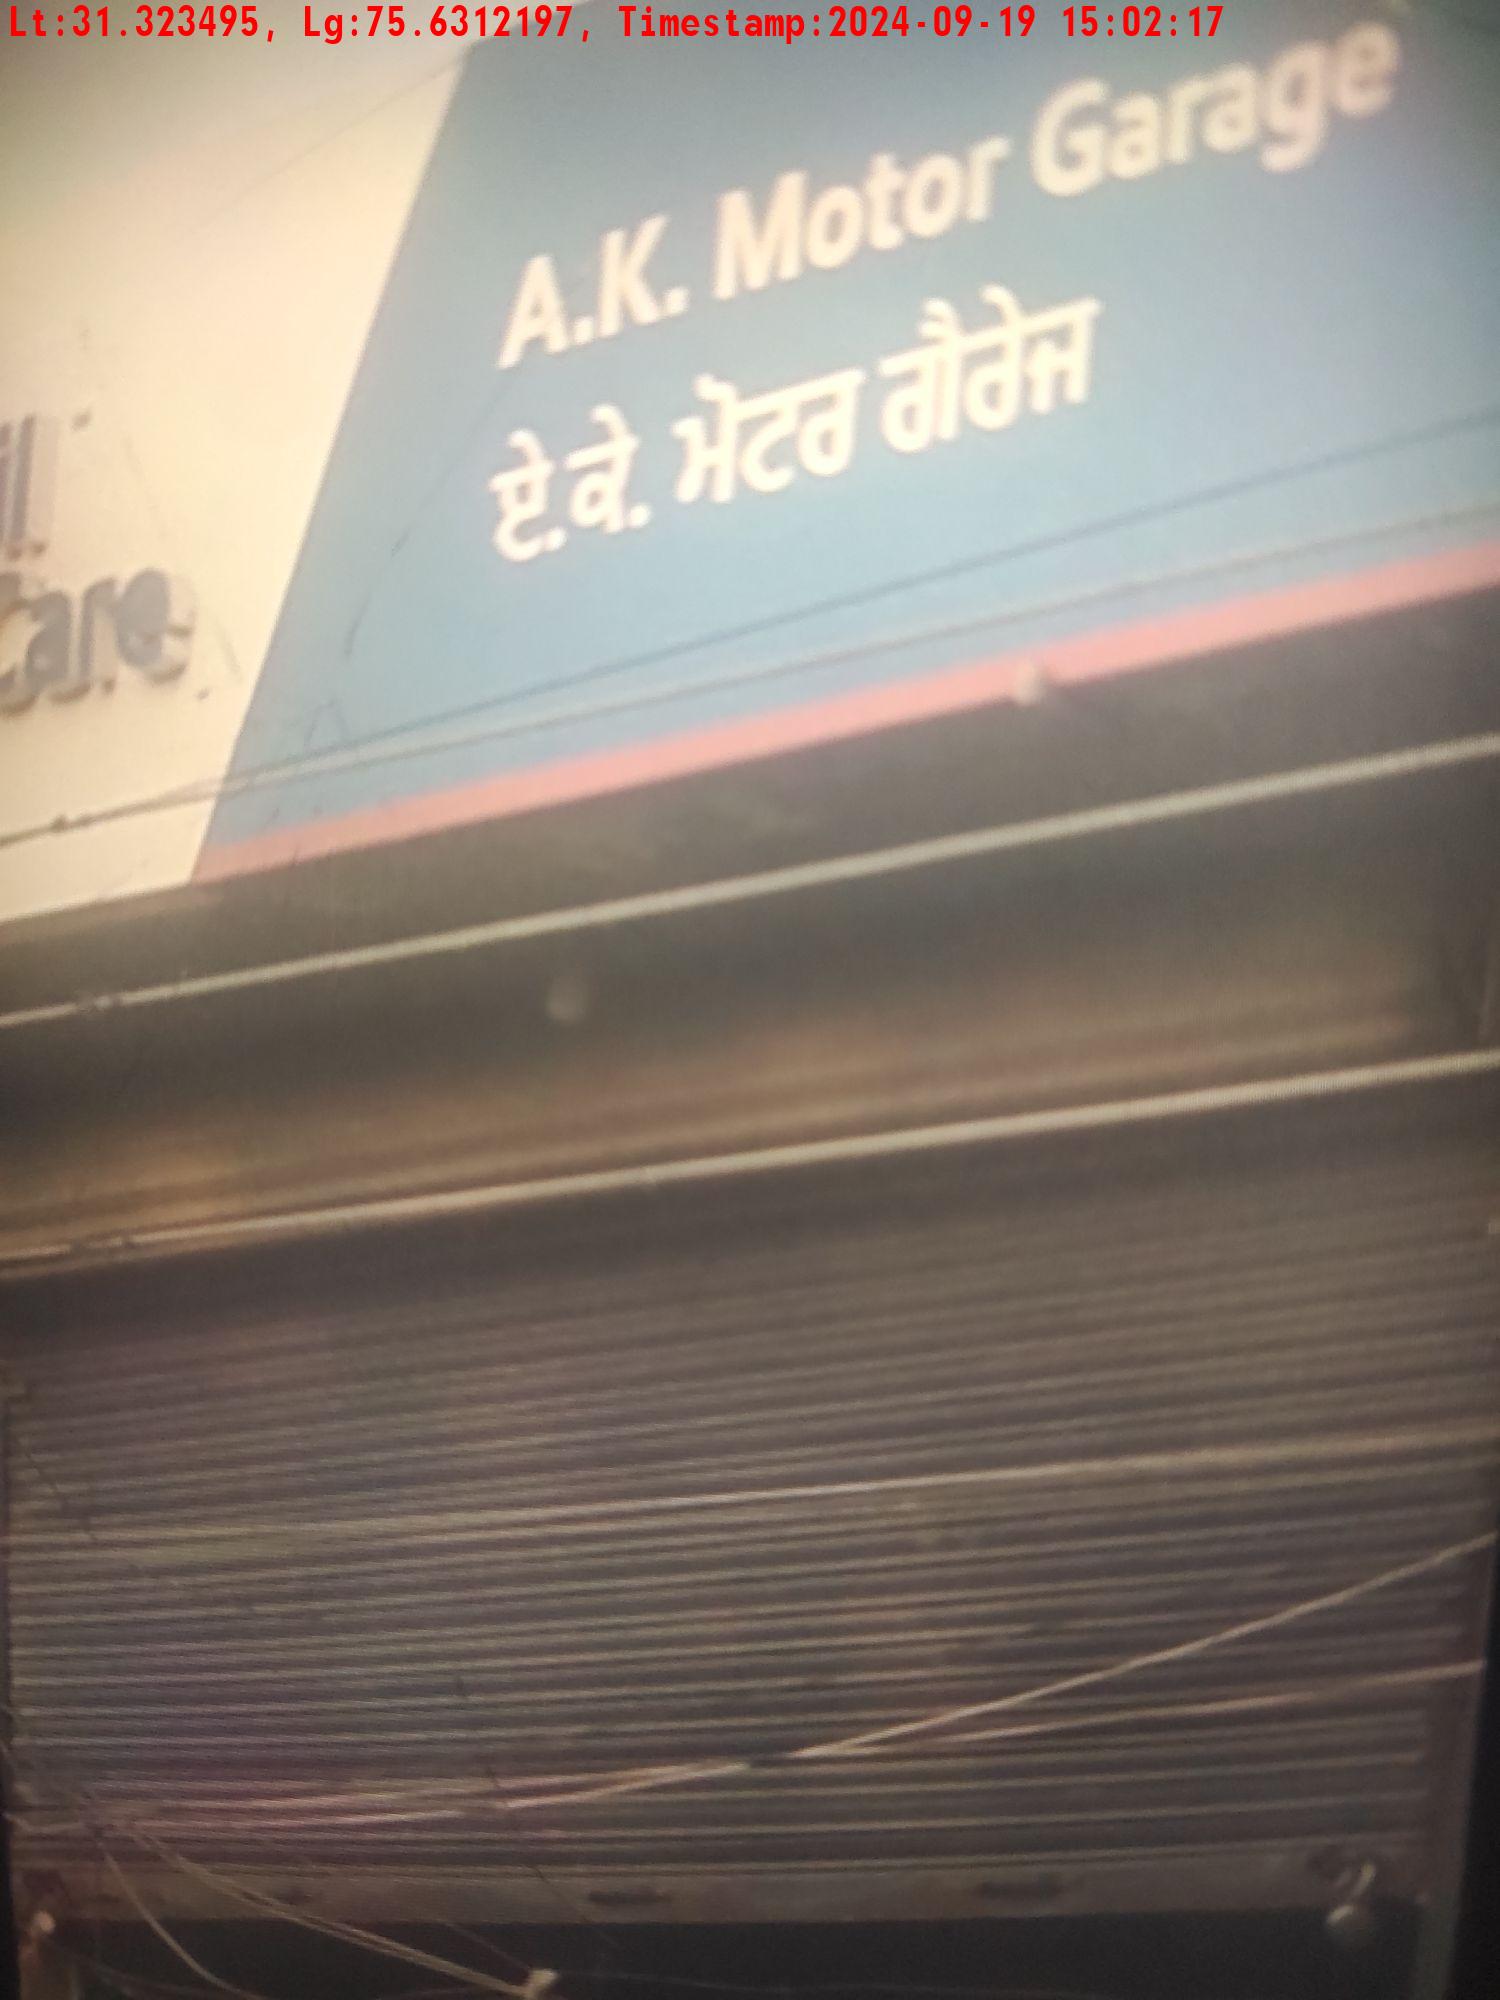 Lt:31.323495, Lg:75.6312197, Timestamp:2024-09-19 15:02:17
A.K. Motor Garage
ਏ.ਕੇ. ਮੋਟਰ ਗੈਰੇਜ
Care